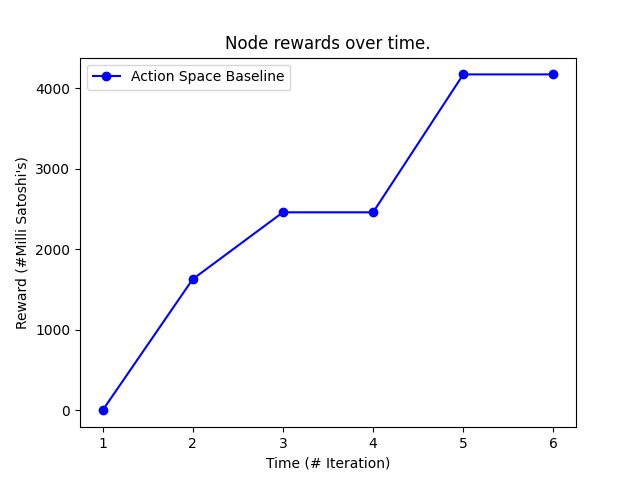 Node rewards over time.
Action Space Baseline
4000
3000
2000
1000
0
Reward (#Milli Satoshi's)
1 2 3 4 5 6
Time (# Iteration)